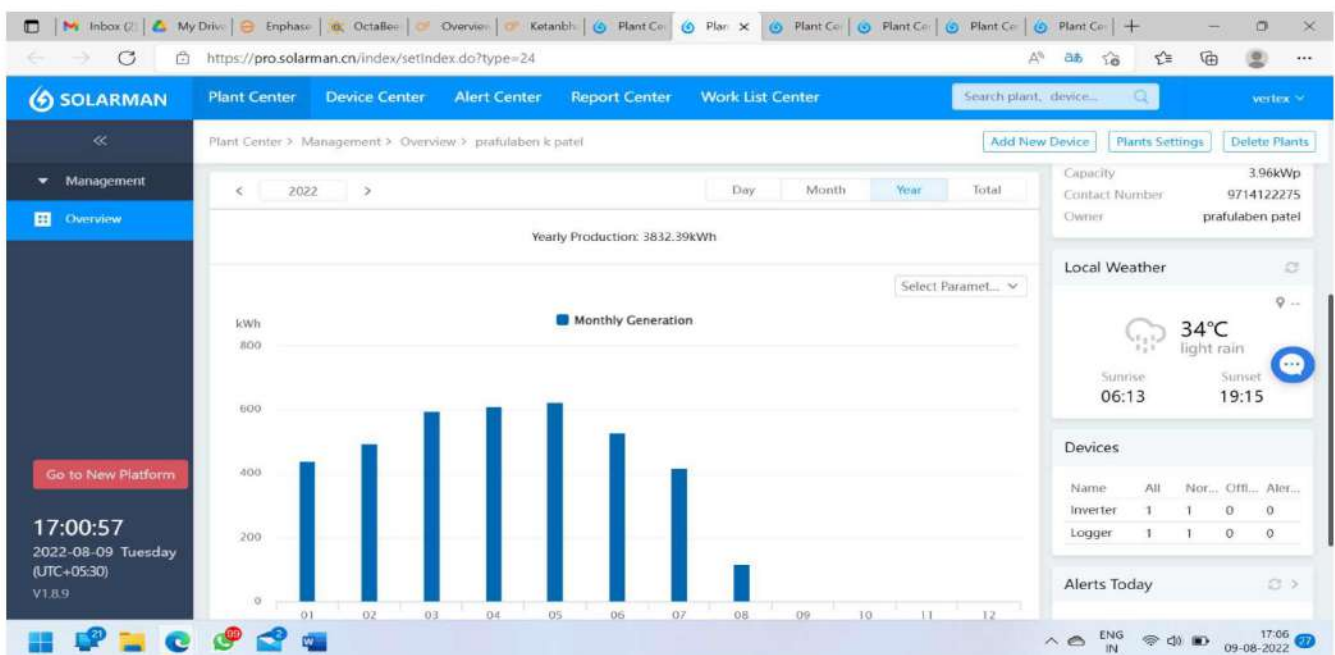 Inbox (2)
My Drive
Enphase
OctaBee
Overview
Ketanbh
Plant Ce
Plan
Plant Ce
Plant Ce
Plant Ce
Plant Ce
https://pro.solarman.cn/index/setIndex.do?type=24
SOLARMAN
Plant Center Device Center Alert Center Report Center Work List Center
Search plant, device...
vertex
Plant Center > Management > Overview > prafulaben k patel
Add New Device
Plants Settings
Delete Plants
Management
Overview
< 2022 >
Day Month Year Total
Capacity 3.96kWp
Contact Number 9714122275
Owner prafulaben patel
Yearly Production: 3832.39kWh
Select Paramet...
Local Weather
34°C
light rain
Sunrise Sunset
06:13 19:15
kWh
Monthly Generation
800
600
400
200
0
01 02 03 04 05 06 07 08 09 10 11 12
Devices
Name All Nor... Offl... Aler...
Inverter 1 1 0 0
Logger 1 1 0 0
Alerts Today
Go to New Platform
17:00:57
2022-08-09 Tuesday
(UTC+05:30)
V1.8.9
21
99
2
ENG
IN
17:06
09-08-2022
27